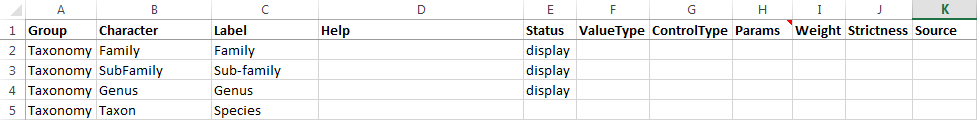 A B C D E F G H I J K
1 Group Character Label Help Status ValueType ControlType Params Weight Strictness Source
2 Taxonomy Family Family display
3 Taxonomy SubFamily Sub-family display
4 Taxonomy Genus Genus display
5 Taxonomy Taxon Species